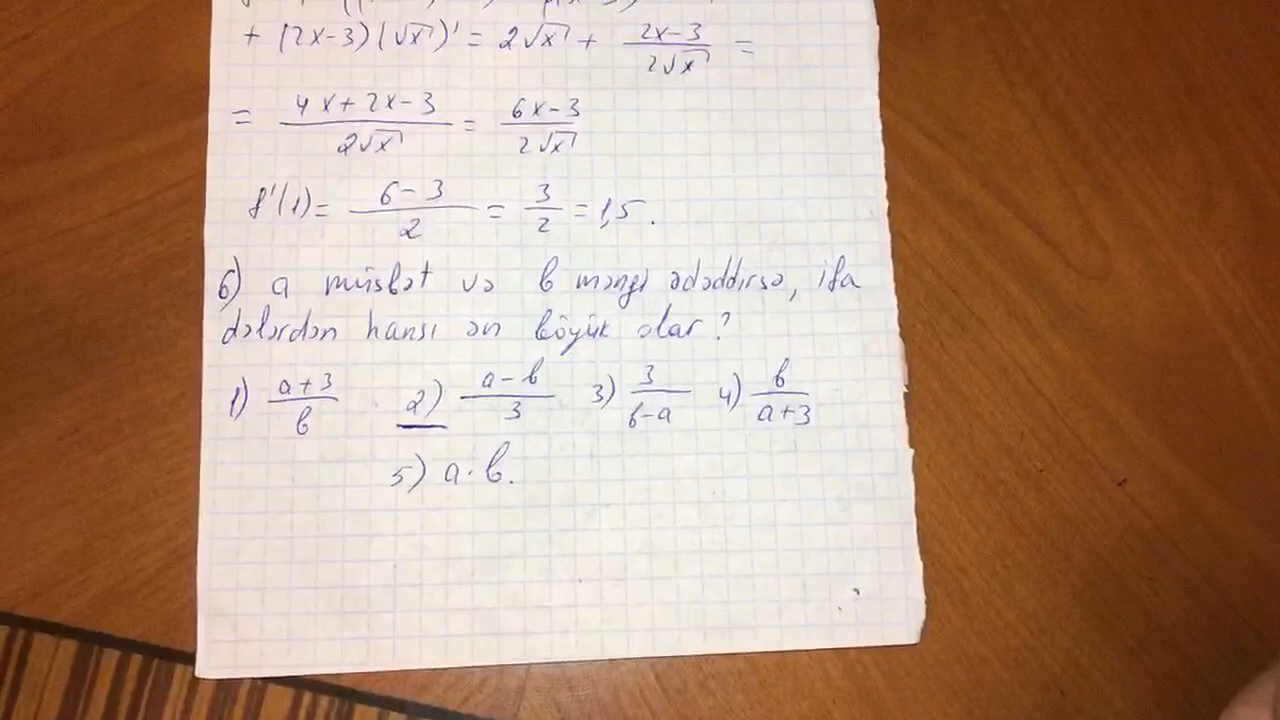 + (2x-3)(√x)' = 2√x + (2x-3)/(2√x) =
= (4x+2x-3)/(2√x) = (6x-3)/(2√x)
f'(1) = (6-3)/2 = 3/2 = 1,5.
6) a müsbət və b mənfi ədəddirsə, ifa
dələrdən hansı ən böyük olar?
1) (a+3)/b 2) (a-b)/3 3) 3/(b-a) 4) b/(a+3)
5) a·b.